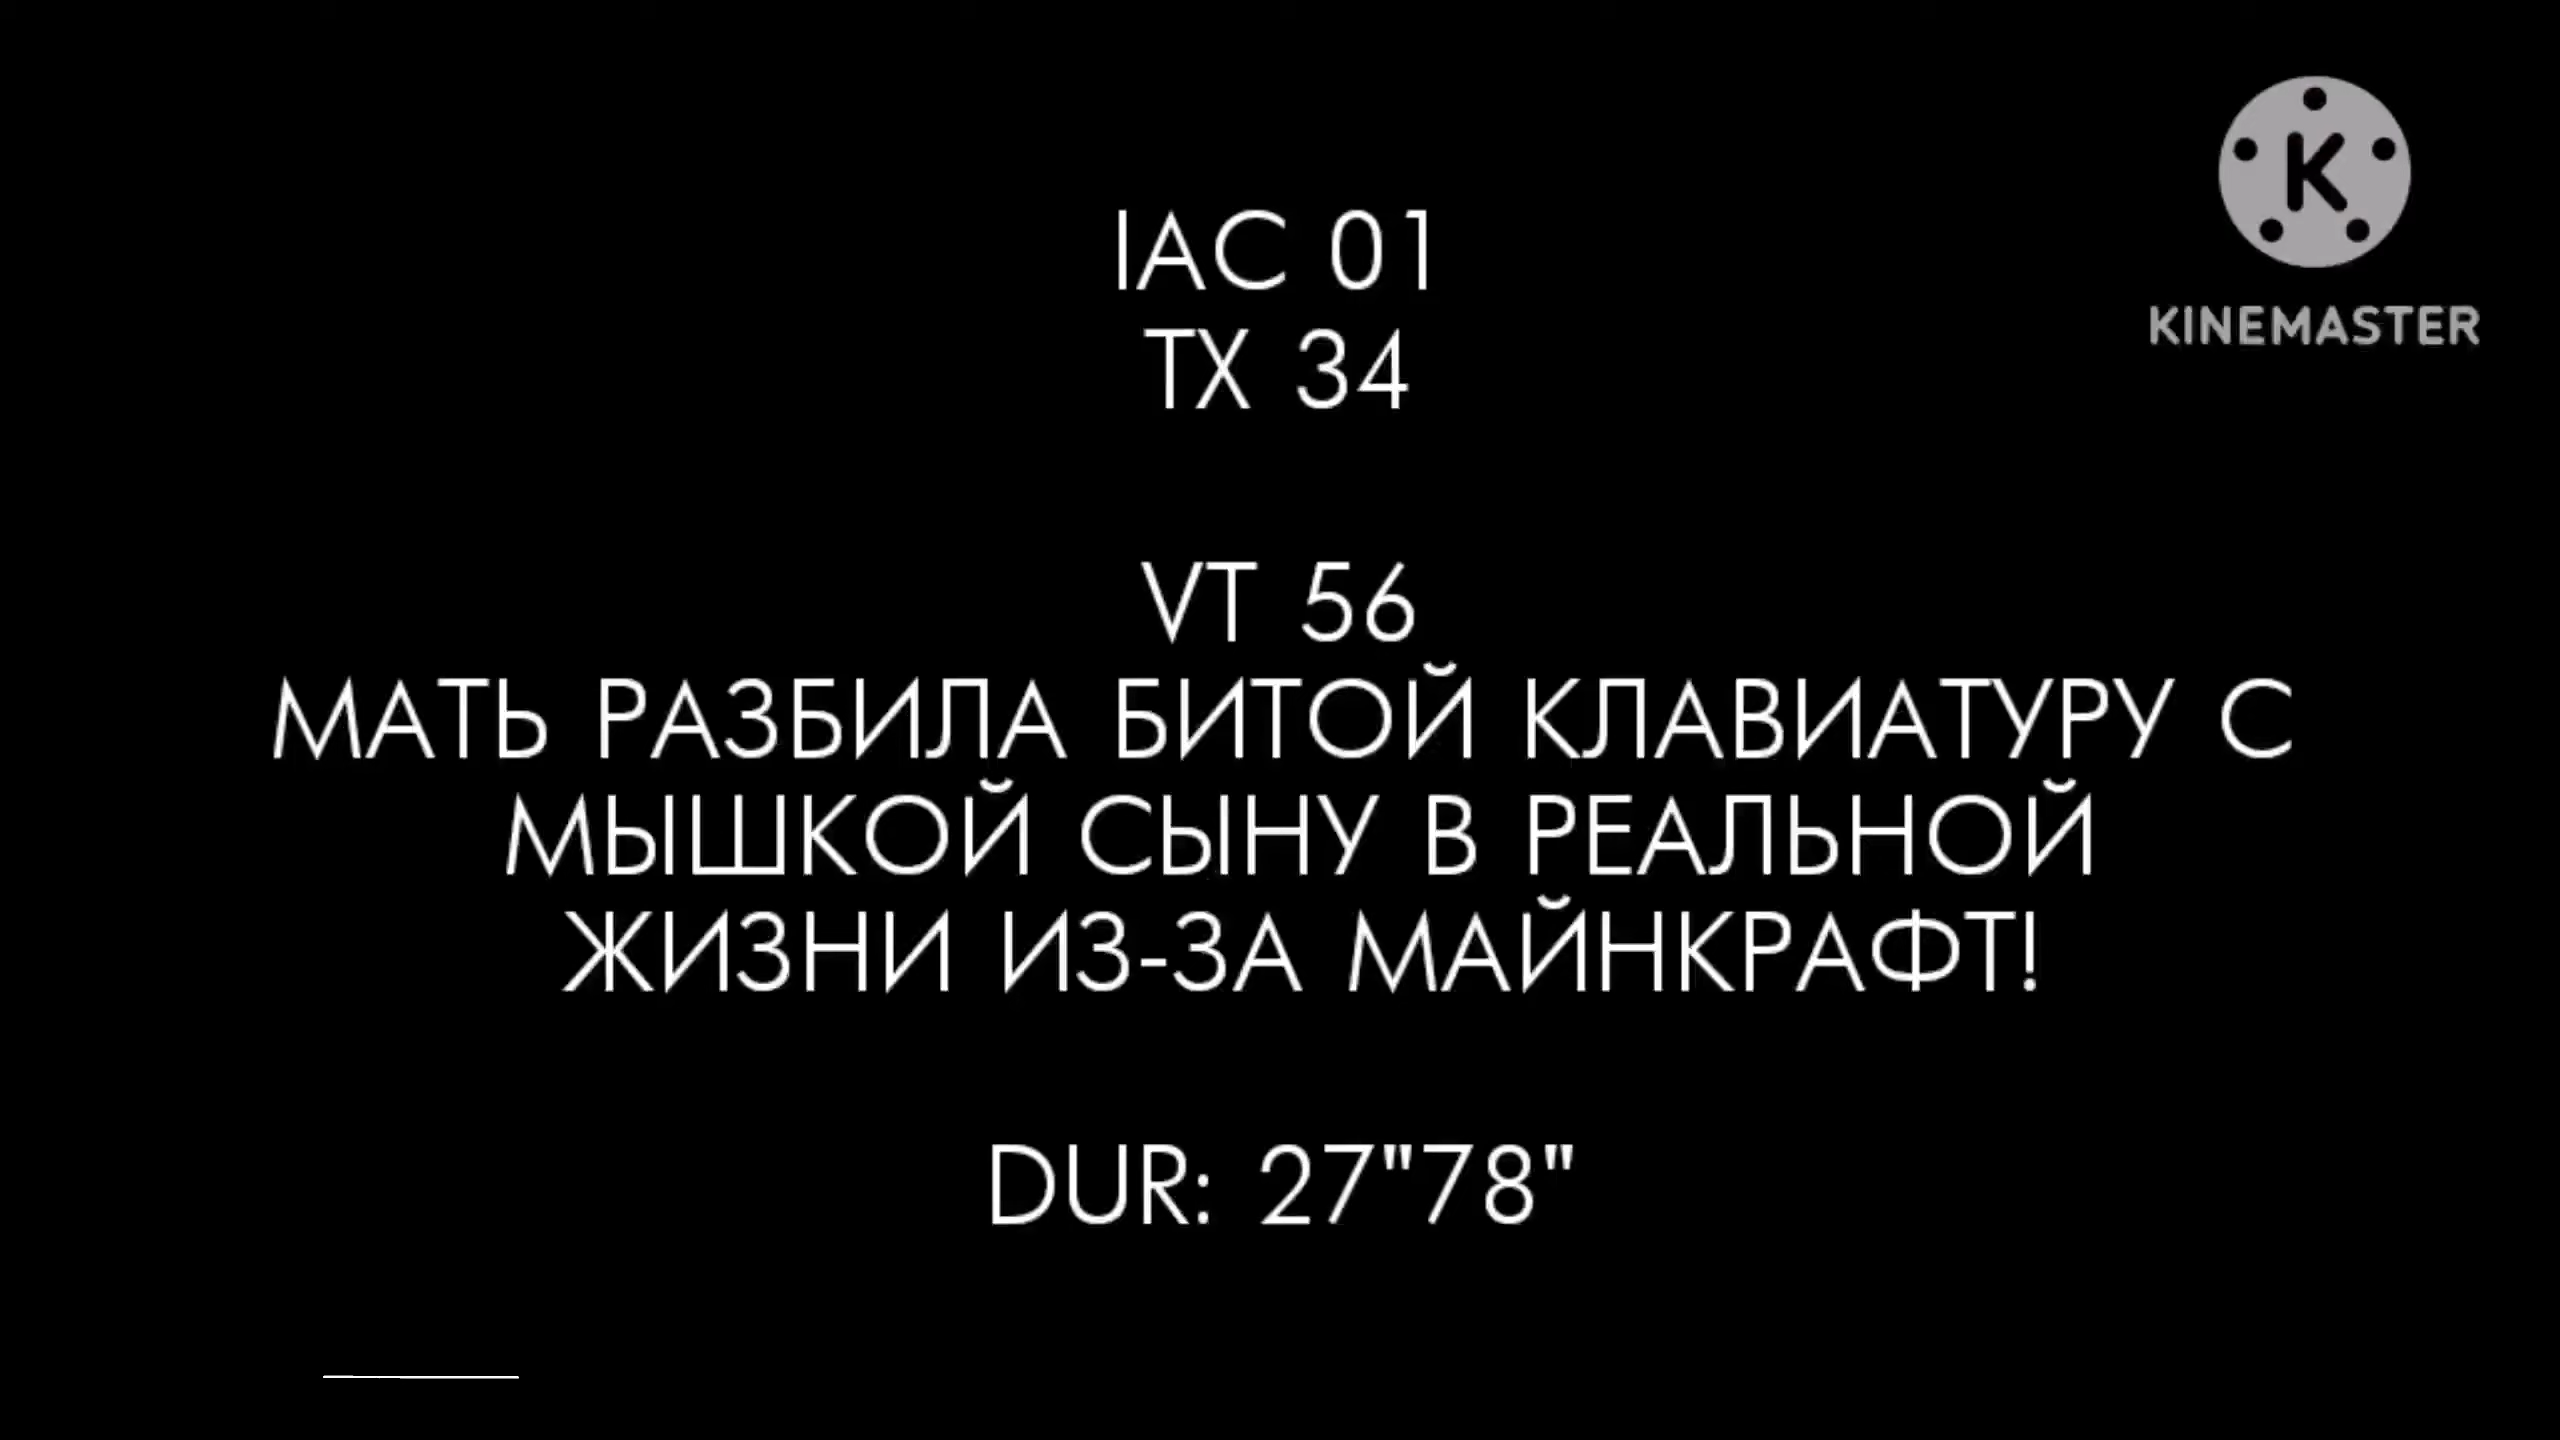 IAC 01
TX 34
K
KINEMASTER
VT 56
МАТЬ РАЗБИЛА БИТОЙ КЛАВИАТУРУ С
МЫШКОЙ СЫНУ В РЕАЛЬНОЙ
ЖИЗНИ ИЗ-ЗА МАЙНКРАФТ!
DUR: 27"78"